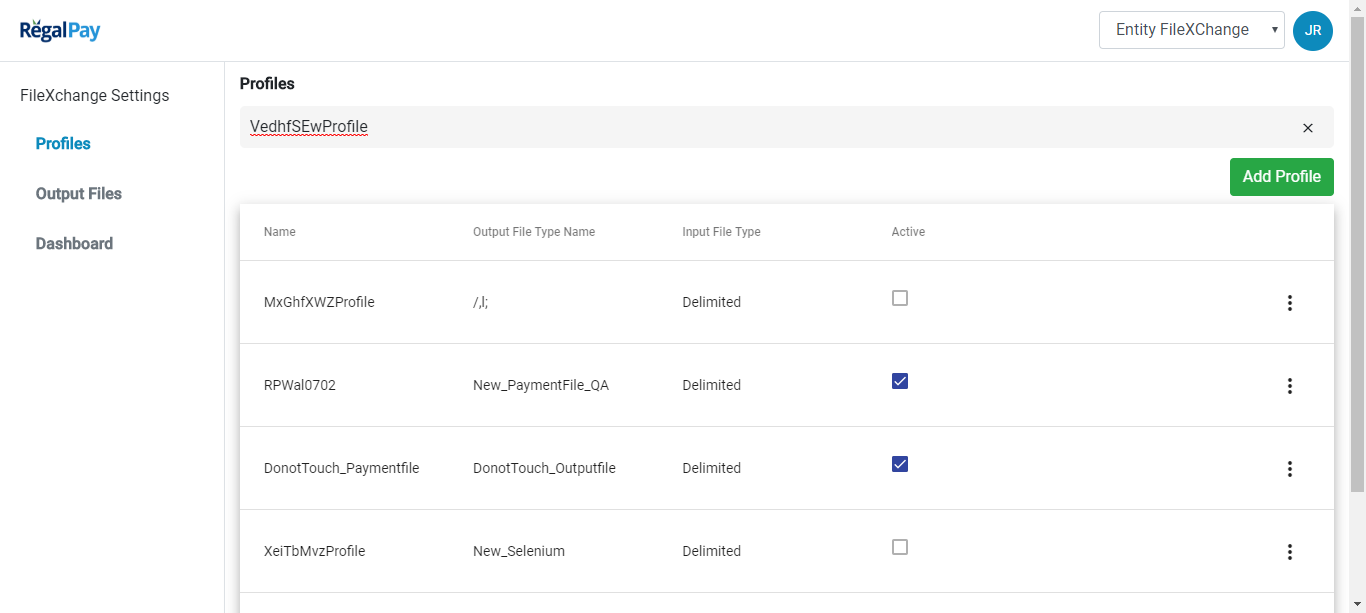 RegalPay
Entity FileXChange
JR
FileXchange Settings
Profiles
Output Files
Dashboard
Profiles
VedhfSEwProfile
Add Profile
Name Output File Type Name Input File Type Active
MxGhfXWZProfile /,l; Delimited
RPWal0702 New_PaymentFile_QA Delimited
DonotTouch_Paymentfile DonotTouch_Outputfile Delimited
XeiTbMvzProfile New_Selenium Delimited